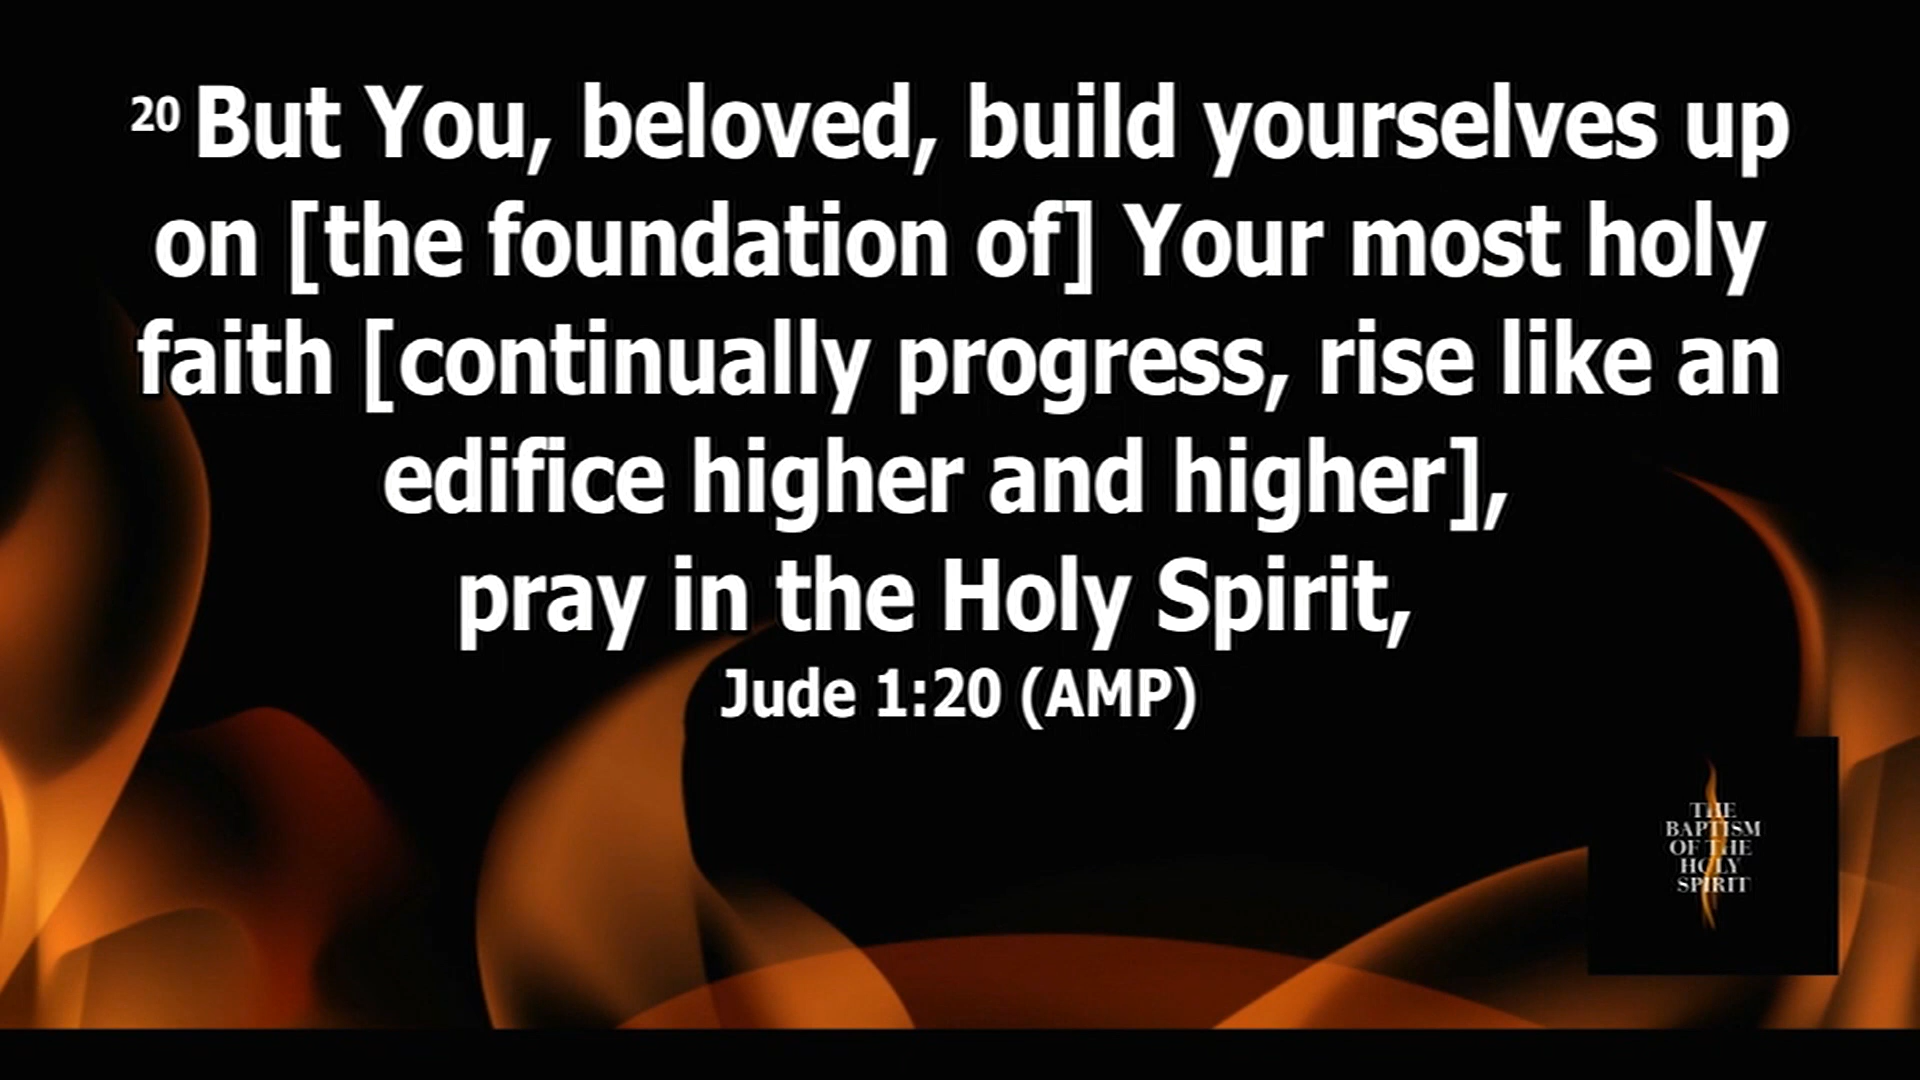 20 But You, beloved, build yourselves up
on [the foundation of] Your most holy
faith [continually progress, rise like an
edifice higher and higher],
pray in the Holy Spirit,
Jude 1:20 (AMP)
THE
BAPTISM
OF THE
HOLY
SPIRIT